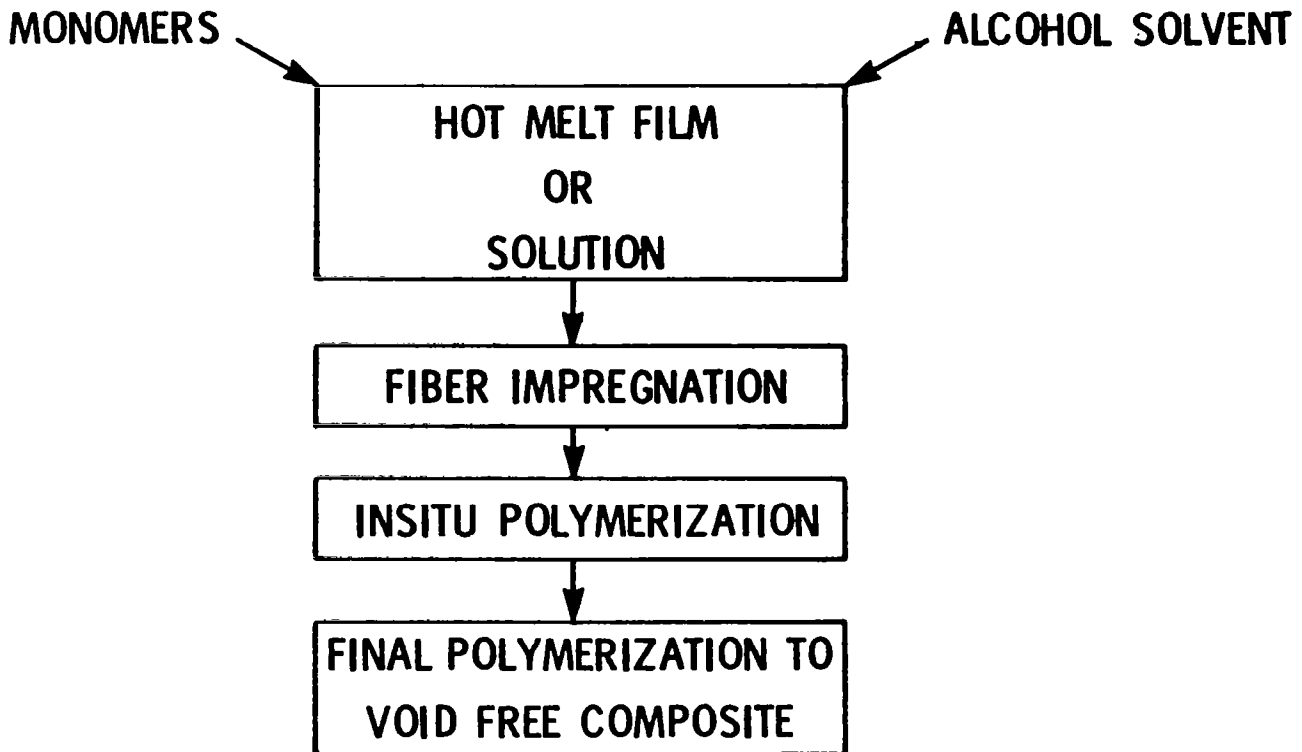 MONOMERS
ALCOHOL SOLVENT
HOT MELT FILM
OR
SOLUTION
FIBER IMPREGNATION
INSITU POLYMERIZATION
FINAL POLYMERIZATION TO
VOID FREE COMPOSITE